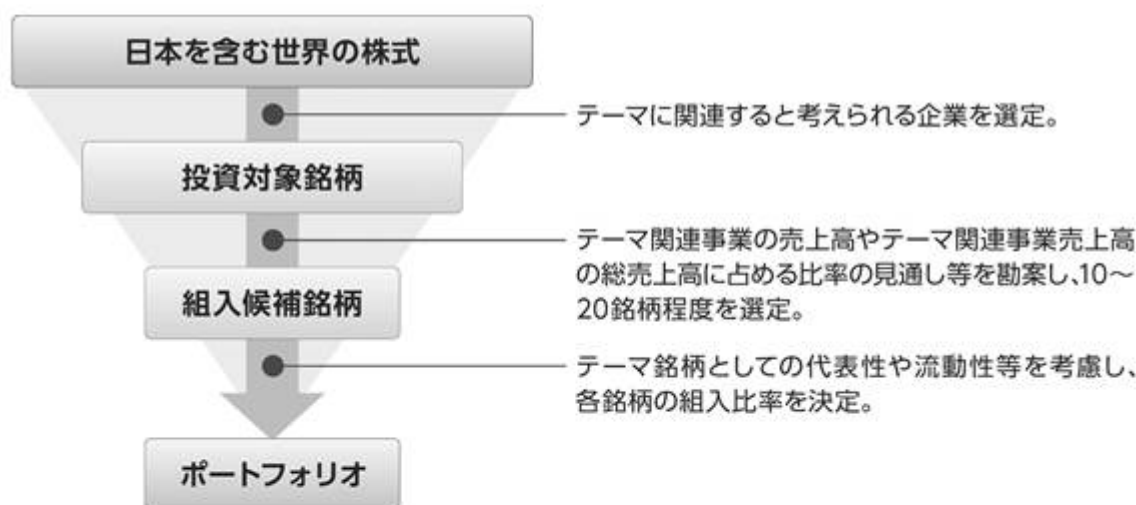 日本を含む世界の株式
テーマに関連すると考えられる企業を選定。
投資対象銘柄
テーマ関連事業の売上高やテーマ関連事業売上高
の総売上高に占める比率の見通し等を勘案し、10～
20銘柄程度を選定。
組入候補銘柄
テーマ銘柄としての代表性や流動性等を考慮し、
各銘柄の組入比率を決定。
ポートフォリオ